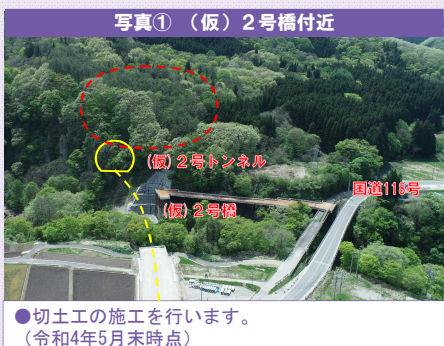 写真① （仮）２号橋付近
(仮)２号トンネル
国道118号
(仮)２号橋
●切土工の施工を行います。
（令和4年5月末時点）